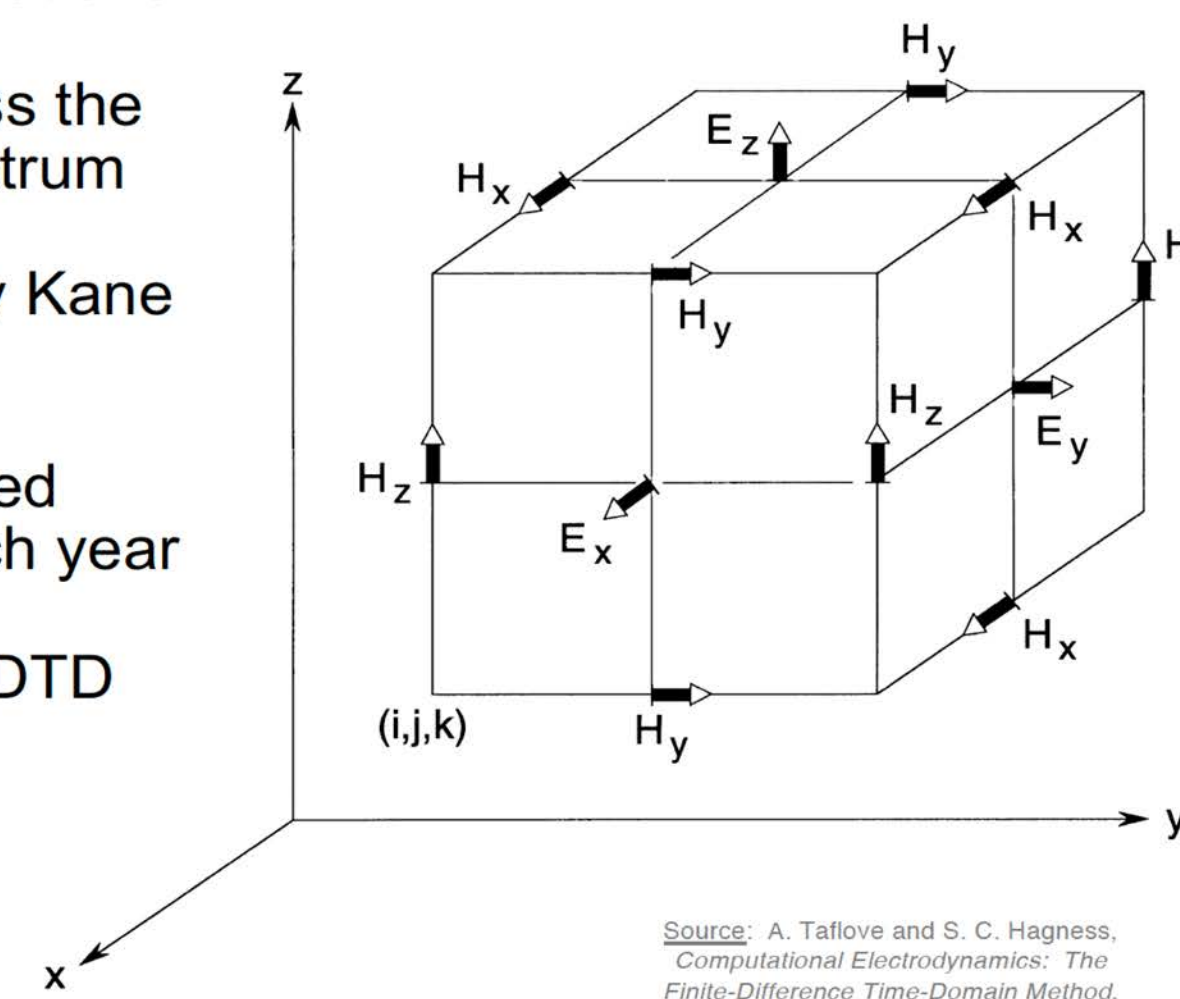 ss the
trum
Kane
ed
ch year
DTD
z
H y
E z
H x
H x
H
H y
H z
E y
H z
E x
H x
(i,j,k)
H y
y
x
Source: A. Taflove and S. C. Hagness,
Computational Electrodynamics: The
Finite-Difference Time-Domain Method.